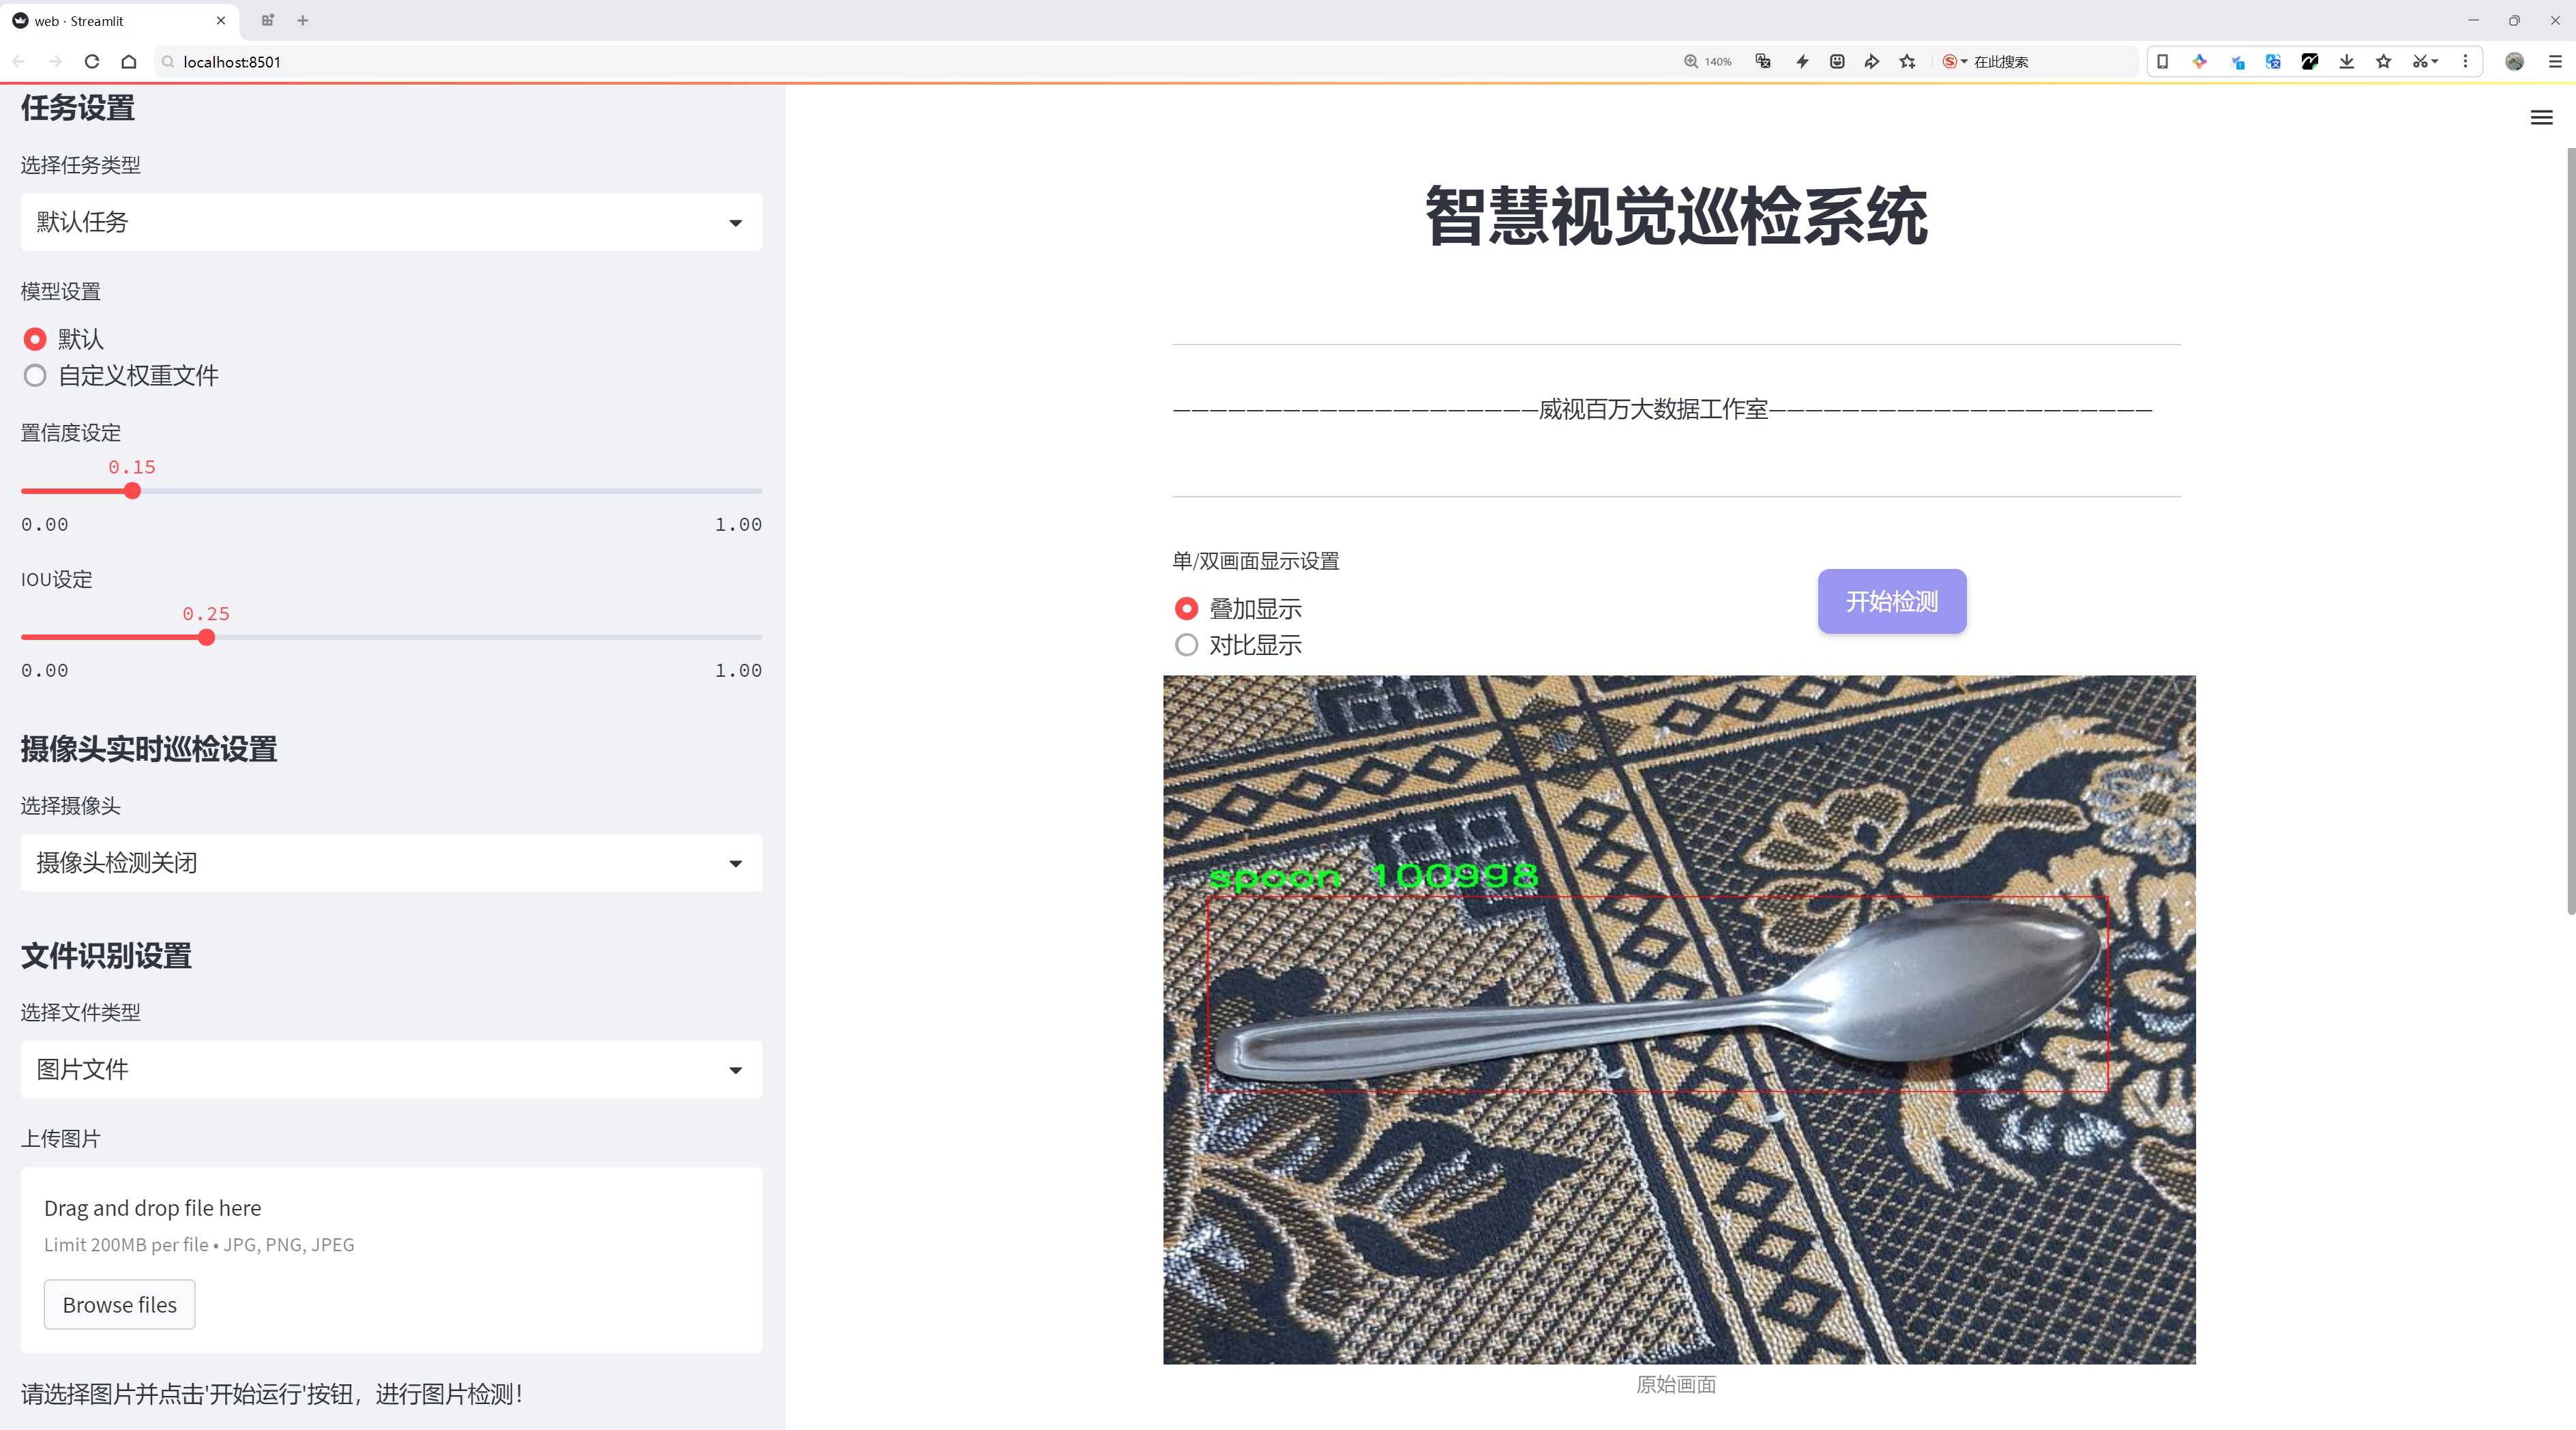 web · Streamlit
localhost:8501
140%
在此搜索
任务设置
选择任务类型
默认任务
模型设置
默认
自定义权重文件
置信度设定
0.15
0.00
1.00
IOU设定
0.25
0.00
1.00
摄像头实时巡检设置
选择摄像头
摄像头检测关闭
文件识别设置
选择文件类型
图片文件
上传图片
Drag and drop file here
Limit 200MB per file • JPG, PNG, JPEG
Browse files
请选择图片并点击'开始运行'按钮，进行图片检测！
智慧视觉巡检系统
————————————————————威视百万大数据工作室—————————————————————
单/双画面显示设置
叠加显示
对比显示
开始检测
spoon 100998
原始画面